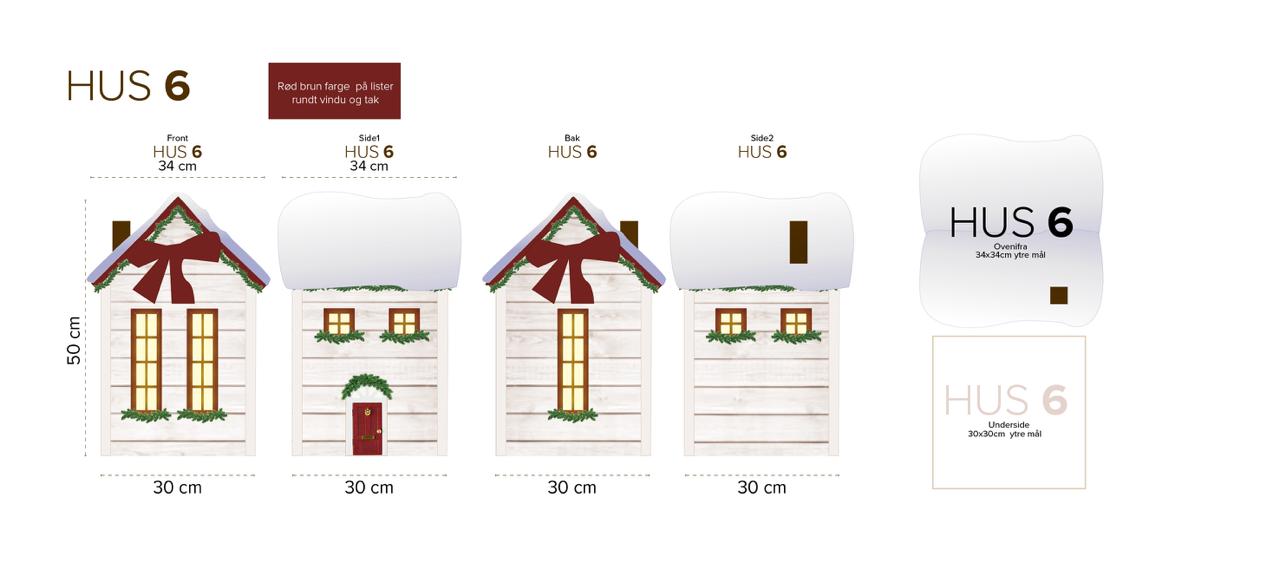 HUS 6
Rød brun farge  på lister
rundt vindu og tak
Front
HUS 6
34 cm
Side1
HUS 6
34 cm
Bak
HUS 6
Side2
HUS 6
50 cm
30 cm
30 cm
30 cm
30 cm
HUS 6
Ovenifra
34x34cm ytre mål
HUS 6
Underside
30x30cm  ytre mål